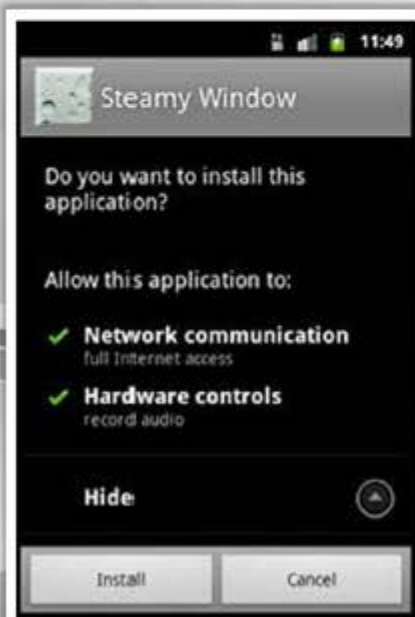 11:49
Steamy Window
Do you want to install this
application?
Allow this application to:
Network communication
full Internet access
Hardware controls
record audio
Hide
Install
Cancel